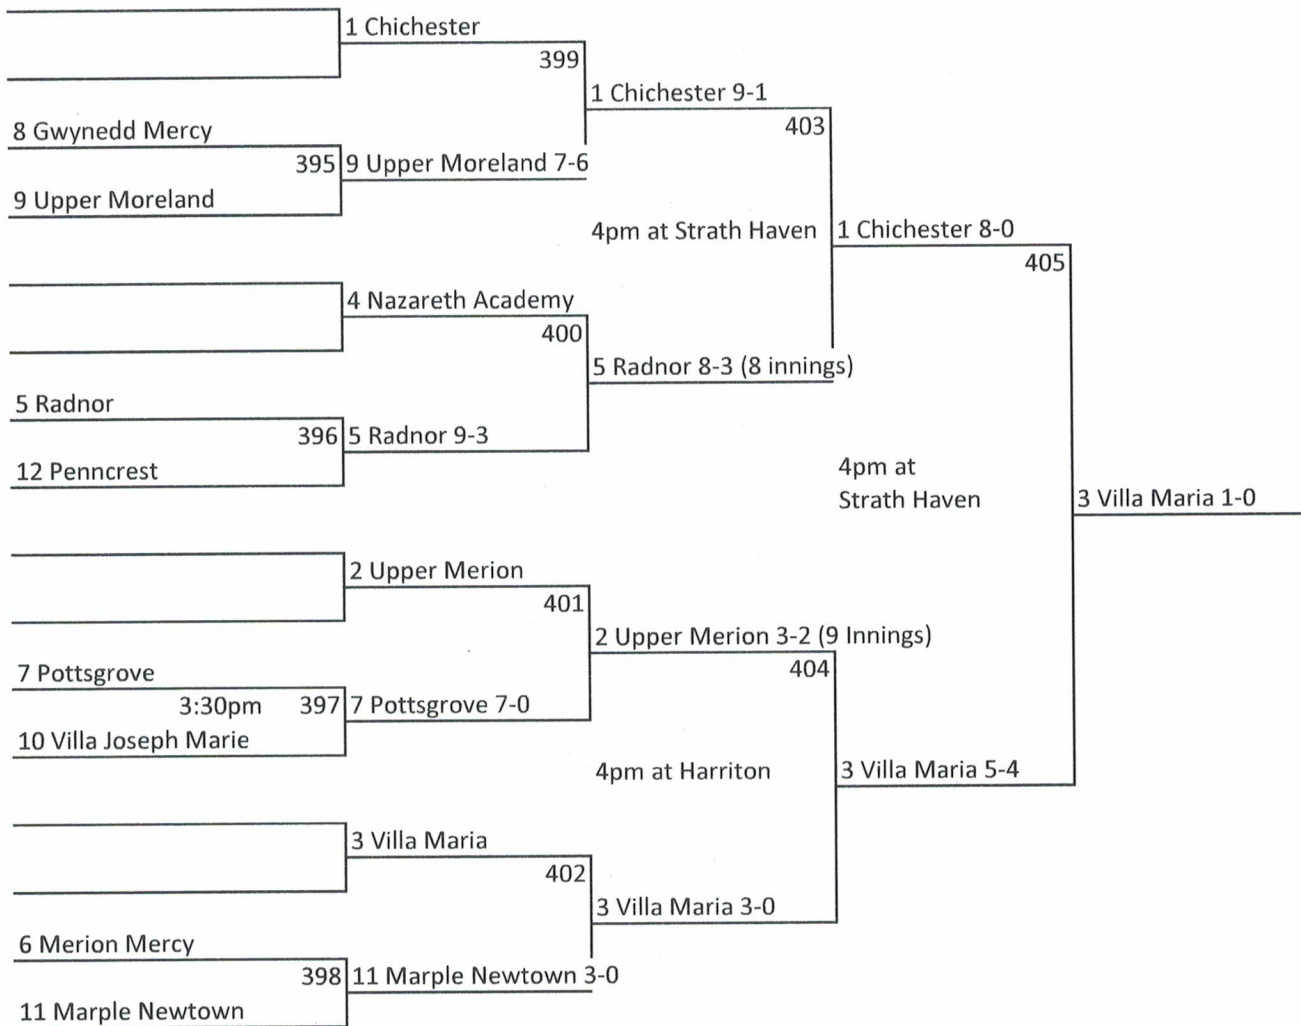 1 Chichester
399
1 Chichester 9-1
403
8 Gwynedd Mercy
395
9 Upper Moreland 7-6
9 Upper Moreland
4pm at Strath Haven
1 Chichester 8-0
405
4 Nazareth Academy
400
5 Radnor 8-3 (8 innings)
5 Radnor
396
5 Radnor 9-3
12 Penncrest
4pm at
Strath Haven
3 Villa Maria 1-0
2 Upper Merion
401
2 Upper Merion 3-2 (9 Innings)
404
7 Pottsgrove
3:30pm
397
7 Pottsgrove 7-0
10 Villa Joseph Marie
4pm at Harriton
3 Villa Maria 5-4
3 Villa Maria
402
3 Villa Maria 3-0
6 Merion Mercy
398
11 Marple Newtown 3-0
11 Marple Newtown